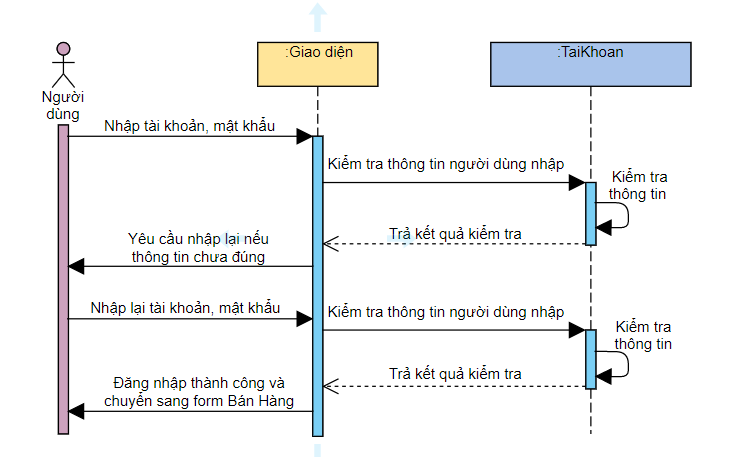 :Giao diện
:TaiKhoan
Người
dùng
Nhập tài khoản, mật khẩu
Kiểm tra thông tin người dùng nhập
Kiểm tra
thông tin
Trả kết quả kiểm tra
Yêu cầu nhập lại nếu
thông tin chưa đúng
Nhập lại tài khoản, mật khẩu
Kiểm tra thông tin người dùng nhập
Kiểm tra
thông tin
Trả kết quả kiểm tra
Đăng nhập thành công và
chuyển sang form Bán Hàng